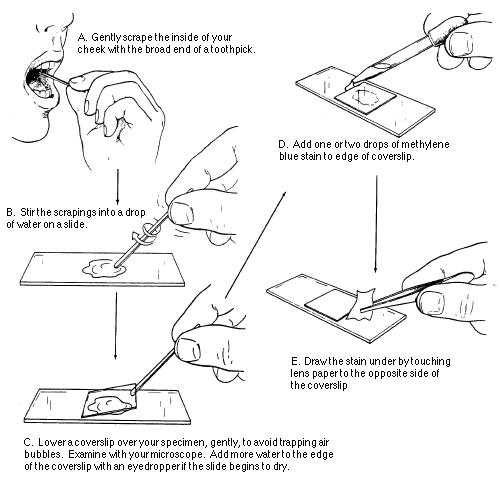 A. Gently scrape the inside of your
cheek with the broad end of a toothpick.
B. Stir the scrapings into a drop
of water on a slide.
C. Lower a coverslip over your specimen, gently, to avoid trapping air
bubbles. Examine with your microscope. Add more water to the edge
of the coverslip with an eyedropper if the slide begins to dry.
D. Add one or two drops of methylene
blue stain to edge of coverslip.
E. Draw the stain under by touching
lens paper to the opposite side of
the coverslip